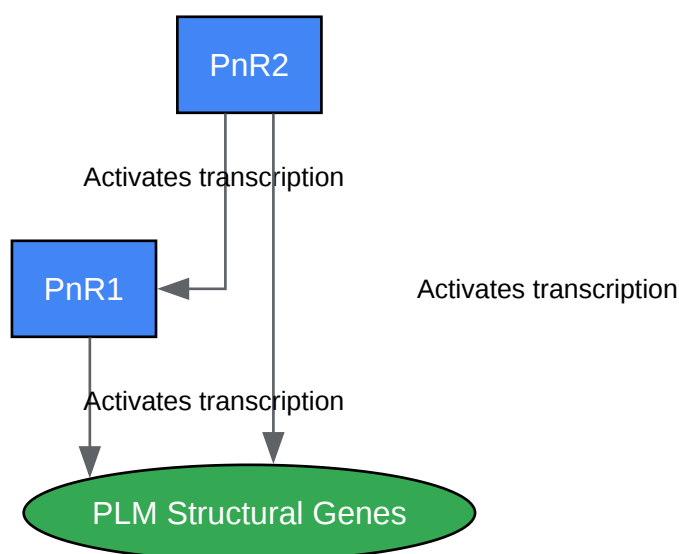 PnR2
Activates transcription
PnR1
Activates transcription
Activates transcription
PLM Structural Genes